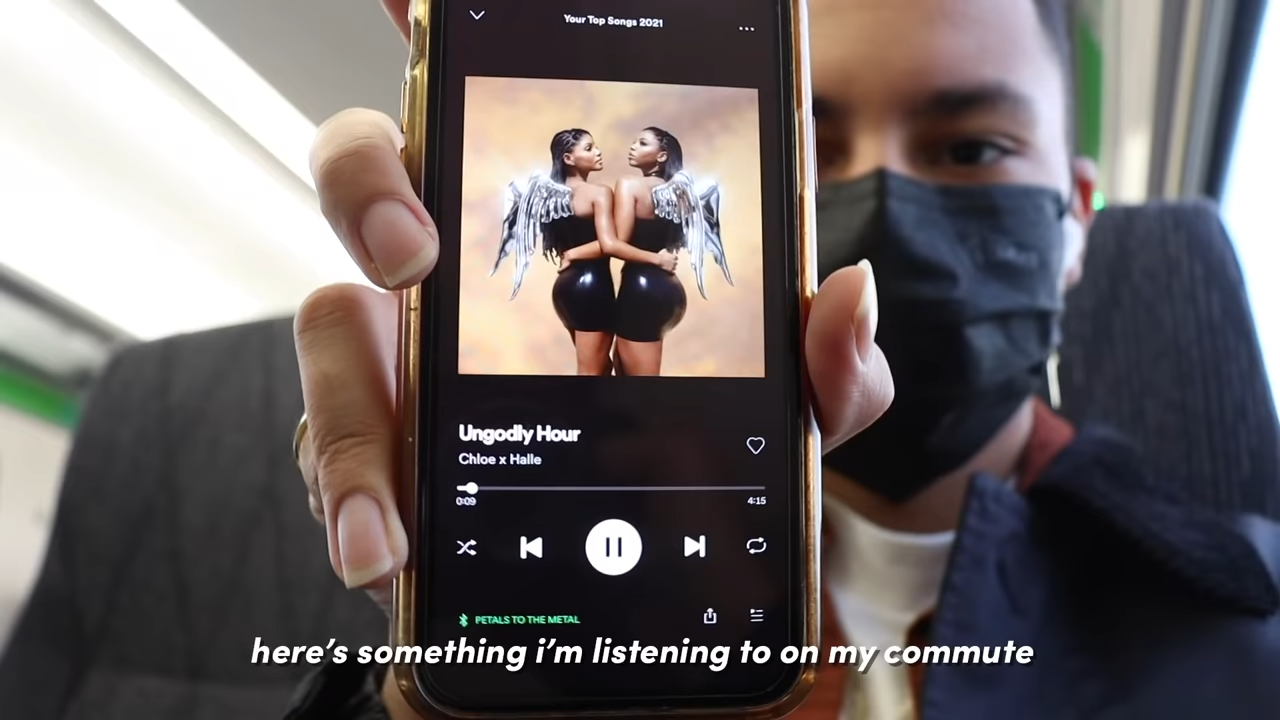 Your Top Songs 2021
Ungodly Hour
Chloe x Halle
0:09
4:15
PETALS TO THE METAL
here's something i'm listening to on my commute